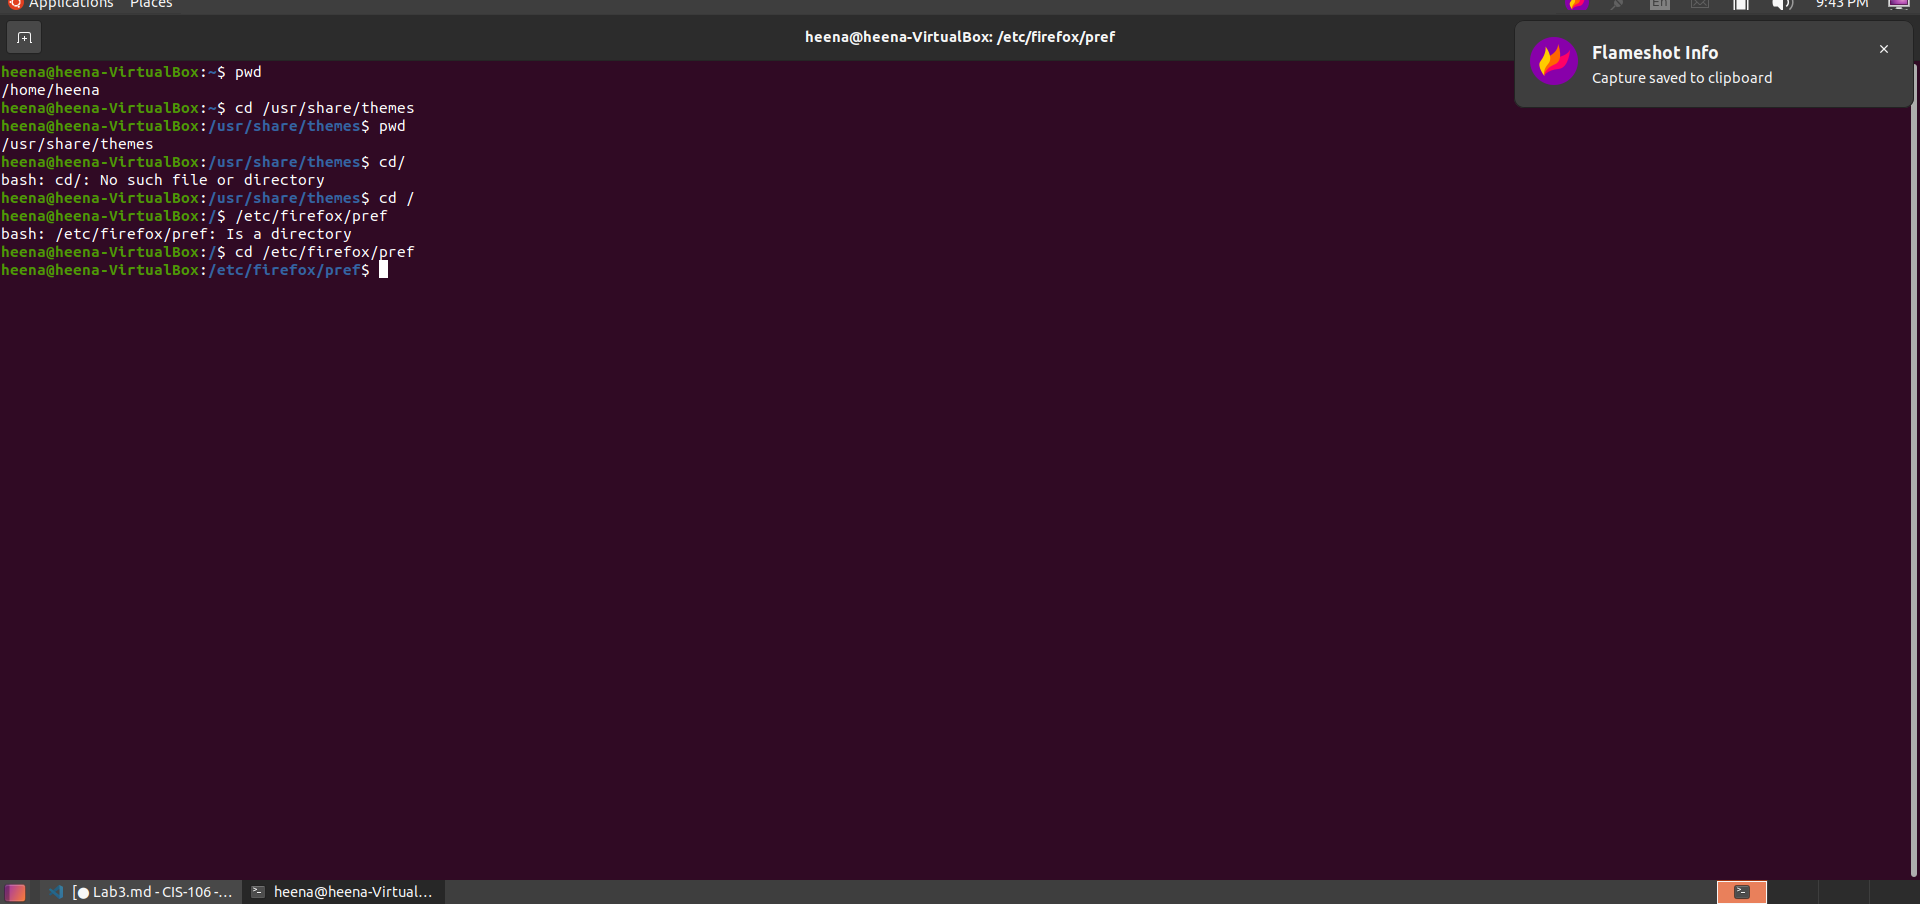 Applications Places En 9:43 PM
heena@heena-VirtualBox: /etc/firefox/pref
Flameshot Info
Capture saved to clipboard
heena@heena-VirtualBox:~$ pwd
/home/heena
heena@heena-VirtualBox:~$ cd /usr/share/themes
heena@heena-VirtualBox:/usr/share/themes$ pwd
/usr/share/themes
heena@heena-VirtualBox:/usr/share/themes$ cd/
bash: cd/: No such file or directory
heena@heena-VirtualBox:/usr/share/themes$ cd /
heena@heena-VirtualBox:/$ /etc/firefox/pref
bash: /etc/firefox/pref: Is a directory
heena@heena-VirtualBox:/$ cd /etc/firefox/pref
heena@heena-VirtualBox:/etc/firefox/pref$
[● Lab3.md - CIS-106 -... heena@heena-Virtual...